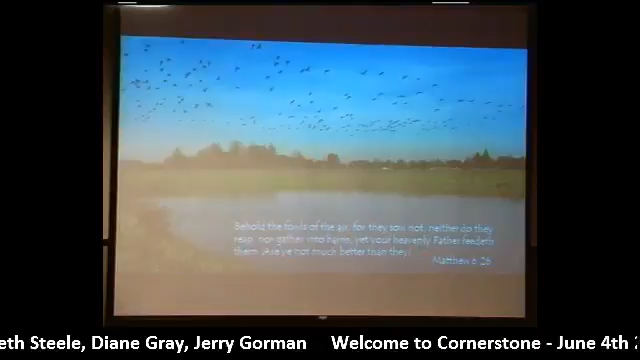 Behold the fowls of the air, for they sow not, neither do they
reap, nor gather into barns, yet your heavenly Father feedeth
them. Are ye not much better than they?
Matthew 6:26
eth Steele, Diane Gray, Jerry Gorman Welcome to Cornerstone - June 4th